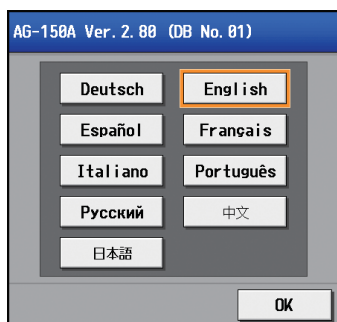 AG-150A Ver. 2.80 (DB No. 01)
Deutsch English
Español Français
Italiano Português
Русский 中文
日本語
OK